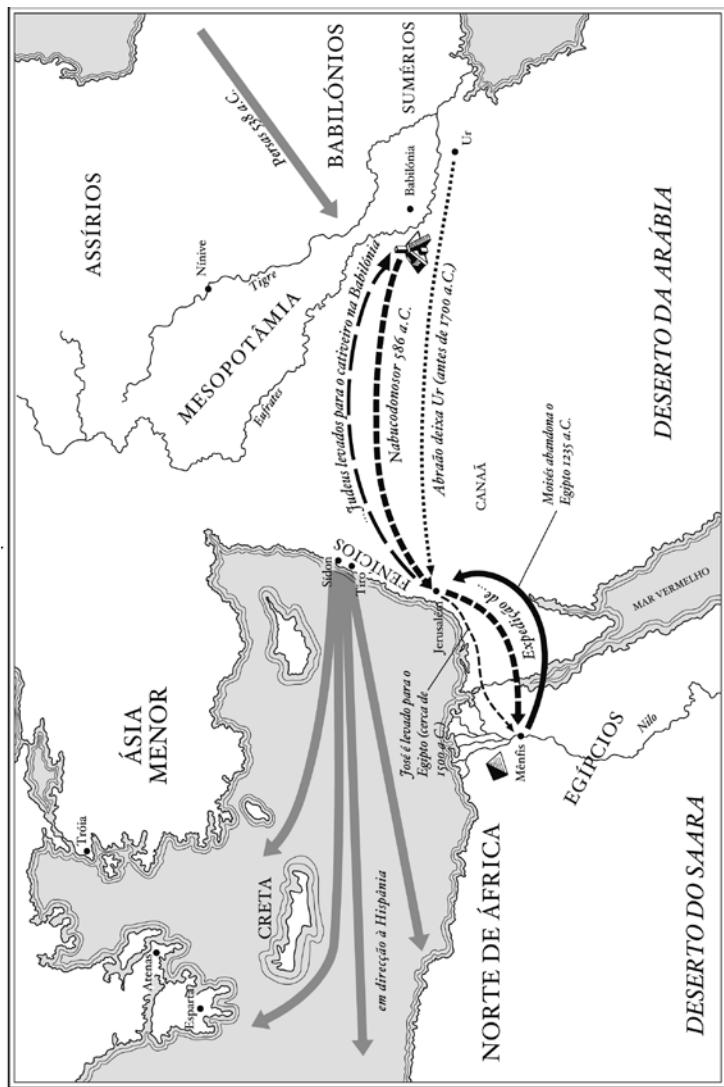 ÁSIA
MENOR
Tróia
Atenas
Esparta
CRETA
em direcção à Hispânia
NORTE DE ÁFRICA
DESERTO DO SAARA
Sídon
Tiro
FENÍCIOS
Jerusalém
José é levado para o
Egipto (cerca de
1500 a.C.)
Mênfis
EGÍPCIOS
Nilo
Expedição de...
Moisés abandona o
Egipto 1235 a.C.
MAR VERMELHO
CANAÃ
DESERTO DA ARÁBIA
Abraão deixa Ur (antes de 1700 a.C.)
Nabucodonosor 586 a.C.
...Judeus levados para o cativeiro na Babilónia
MESOPOTÂMIA
Eufrates
Tigre
Nínive
ASSÍRIOS
Persas 538 a.C.
BABILÓNIOS
SUMÉRIOS
Babilónia
Ur